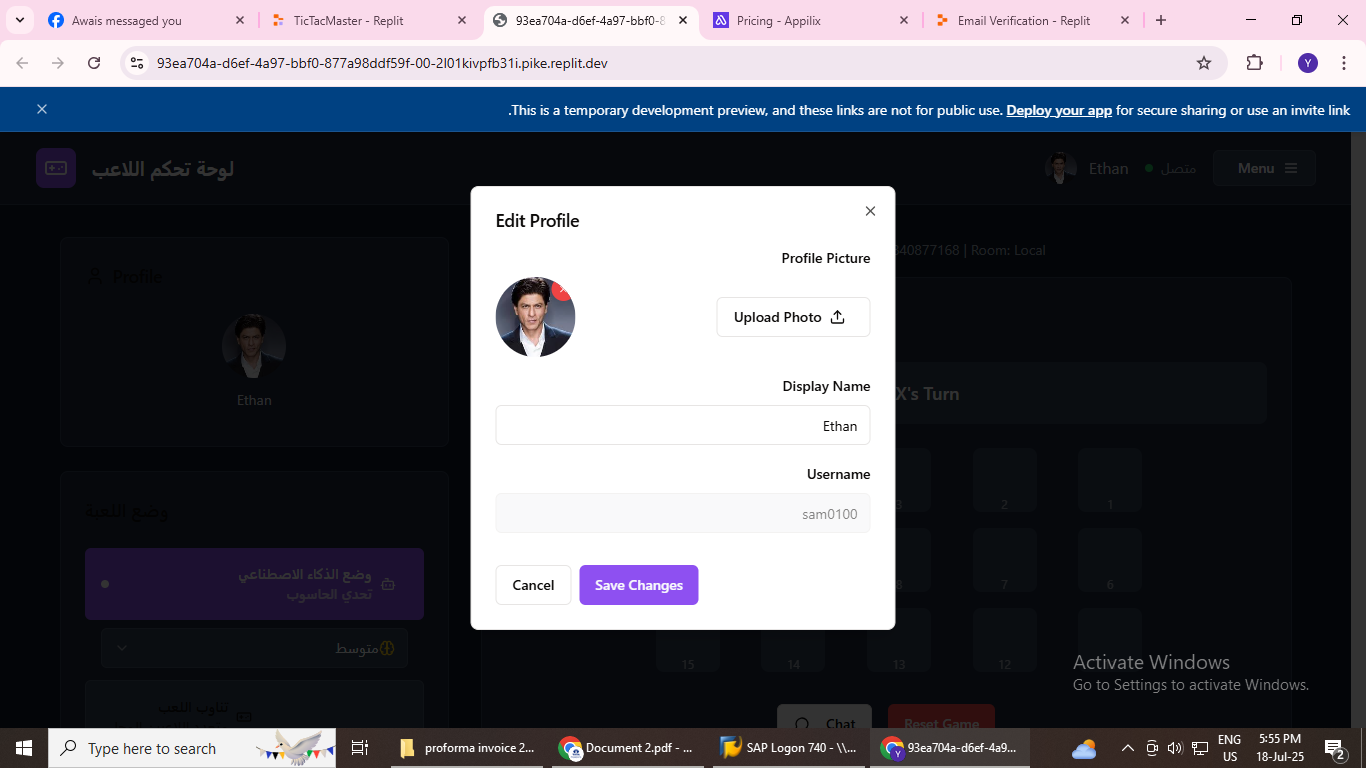 Awais messaged you
TicTacMaster - Replit
93ea704a-d6ef-4a97-bbf0-8
Pricing - Appilix
Email Verification - Replit
93ea704a-d6ef-4a97-bbf0-877a98ddf59f-00-2l01kivpfb31i.pike.replit.dev
Y
.This is a temporary development preview, and these links are not for public use. Deploy your app for secure sharing or use an invite link
لوحة تحكم اللاعب
Ethan
متصل
Menu
Profile
Ethan
وضع اللعبة
وضع الذكاء الاصطناعي
تحدي الحاسوب
متوسط
تناوب اللعب
Edit Profile
Profile Picture
Upload Photo
Display Name
Ethan
Username
sam0100
Cancel
Save Changes
340877168 | Room: Local
X's Turn
3
2
1
8
7
6
15
14
13
12
Chat
Reset Game
Activate Windows
Go to Settings to activate Windows.
Type here to search
proforma invoice 2...
Document 2.pdf - ...
SAP Logon 740 - \\...
93ea704a-d6ef-4a9...
ENG
US
5:55 PM
18-Jul-25
2